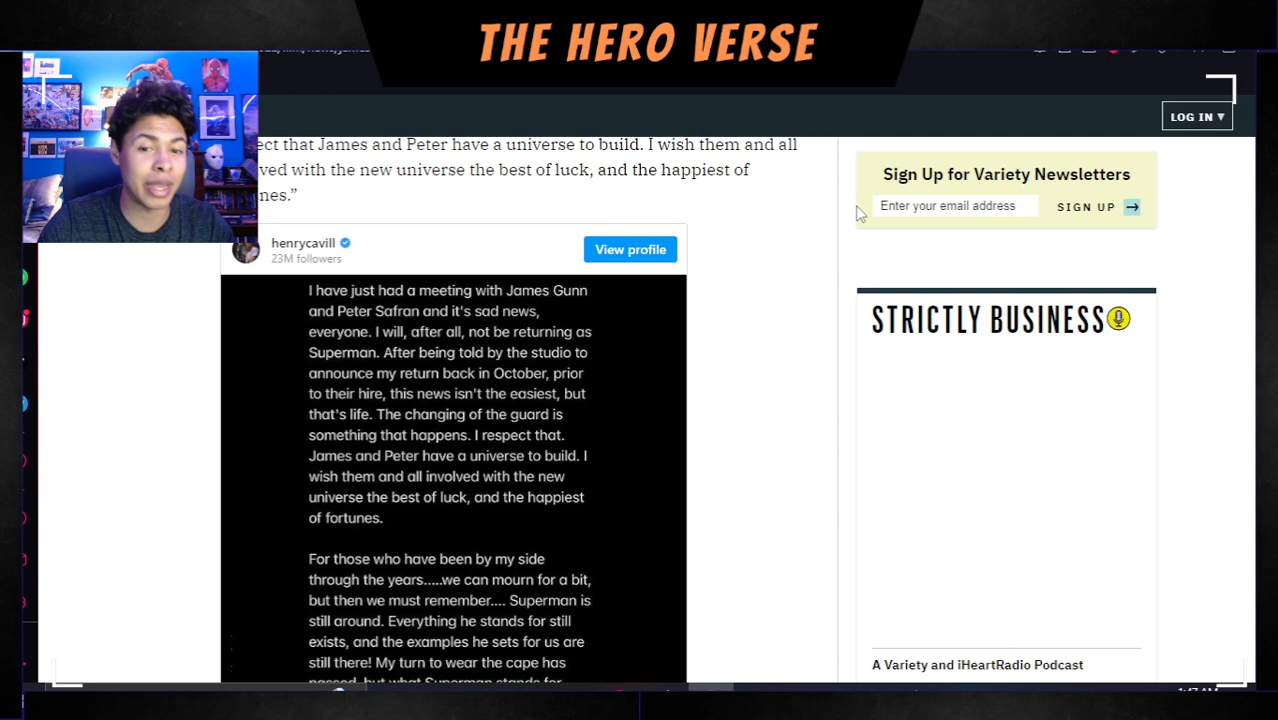 THE HERO VERSE
LOG IN
ect that James and Peter have a universe to build. I wish them and all
ved with the new universe the best of luck, and the happiest of
nes.”
Sign Up for Variety Newsletters
Enter your email address
SIGN UP
henrycavill
23M followers
View profile
I have just had a meeting with James Gunn
and Peter Safran and it's sad news,
everyone. I will, after all, not be returning as
Superman. After being told by the studio to
announce my return back in October, prior
to their hire, this news isn't the easiest, but
that's life. The changing of the guard is
something that happens. I respect that.
James and Peter have a universe to build. I
wish them and all involved with the new
universe the best of luck, and the happiest
of fortunes.
For those who have been by my side
through the years.....we can mourn for a bit,
but then we must remember.... Superman is
still around. Everything he stands for still
exists, and the examples he sets for us are
still there! My turn to wear the cape has
passed, but what Superman stands for
STRICTLY BUSINESS
A Variety and iHeartRadio Podcast
1:47 AM